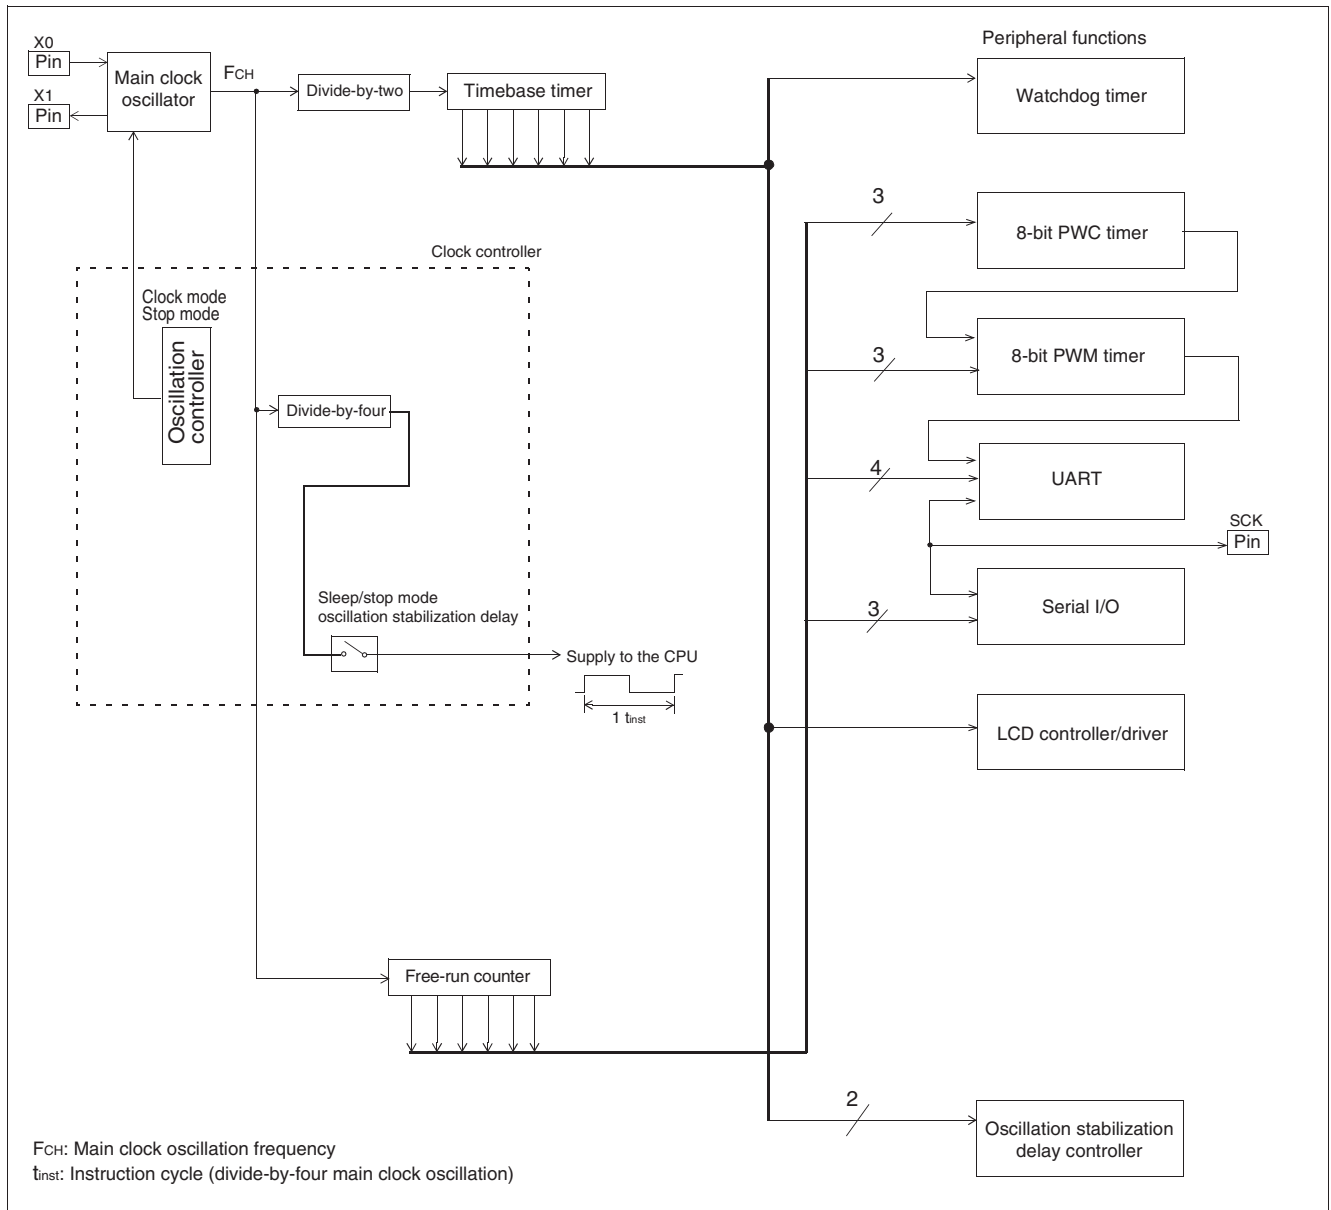 Peripheral functions
X0
Pin
X1
Pin
Main clock
oscillator
FCH
Divide-by-two
Timebase timer
Watchdog timer
3
8-bit PWC timer
Clock controller
Clock mode
Stop mode
Oscillation
controller
3
8-bit PWM timer
Divide-by-four
4
UART
SCK
Pin
Sleep/stop mode
oscillation stabilization delay
3
Serial I/O
Supply to the CPU
1 tinst
LCD controller/driver
Free-run counter
2
Oscillation stabilization
delay controller
FCH: Main clock oscillation frequency
tinst: Instruction cycle (divide-by-four main clock oscillation)